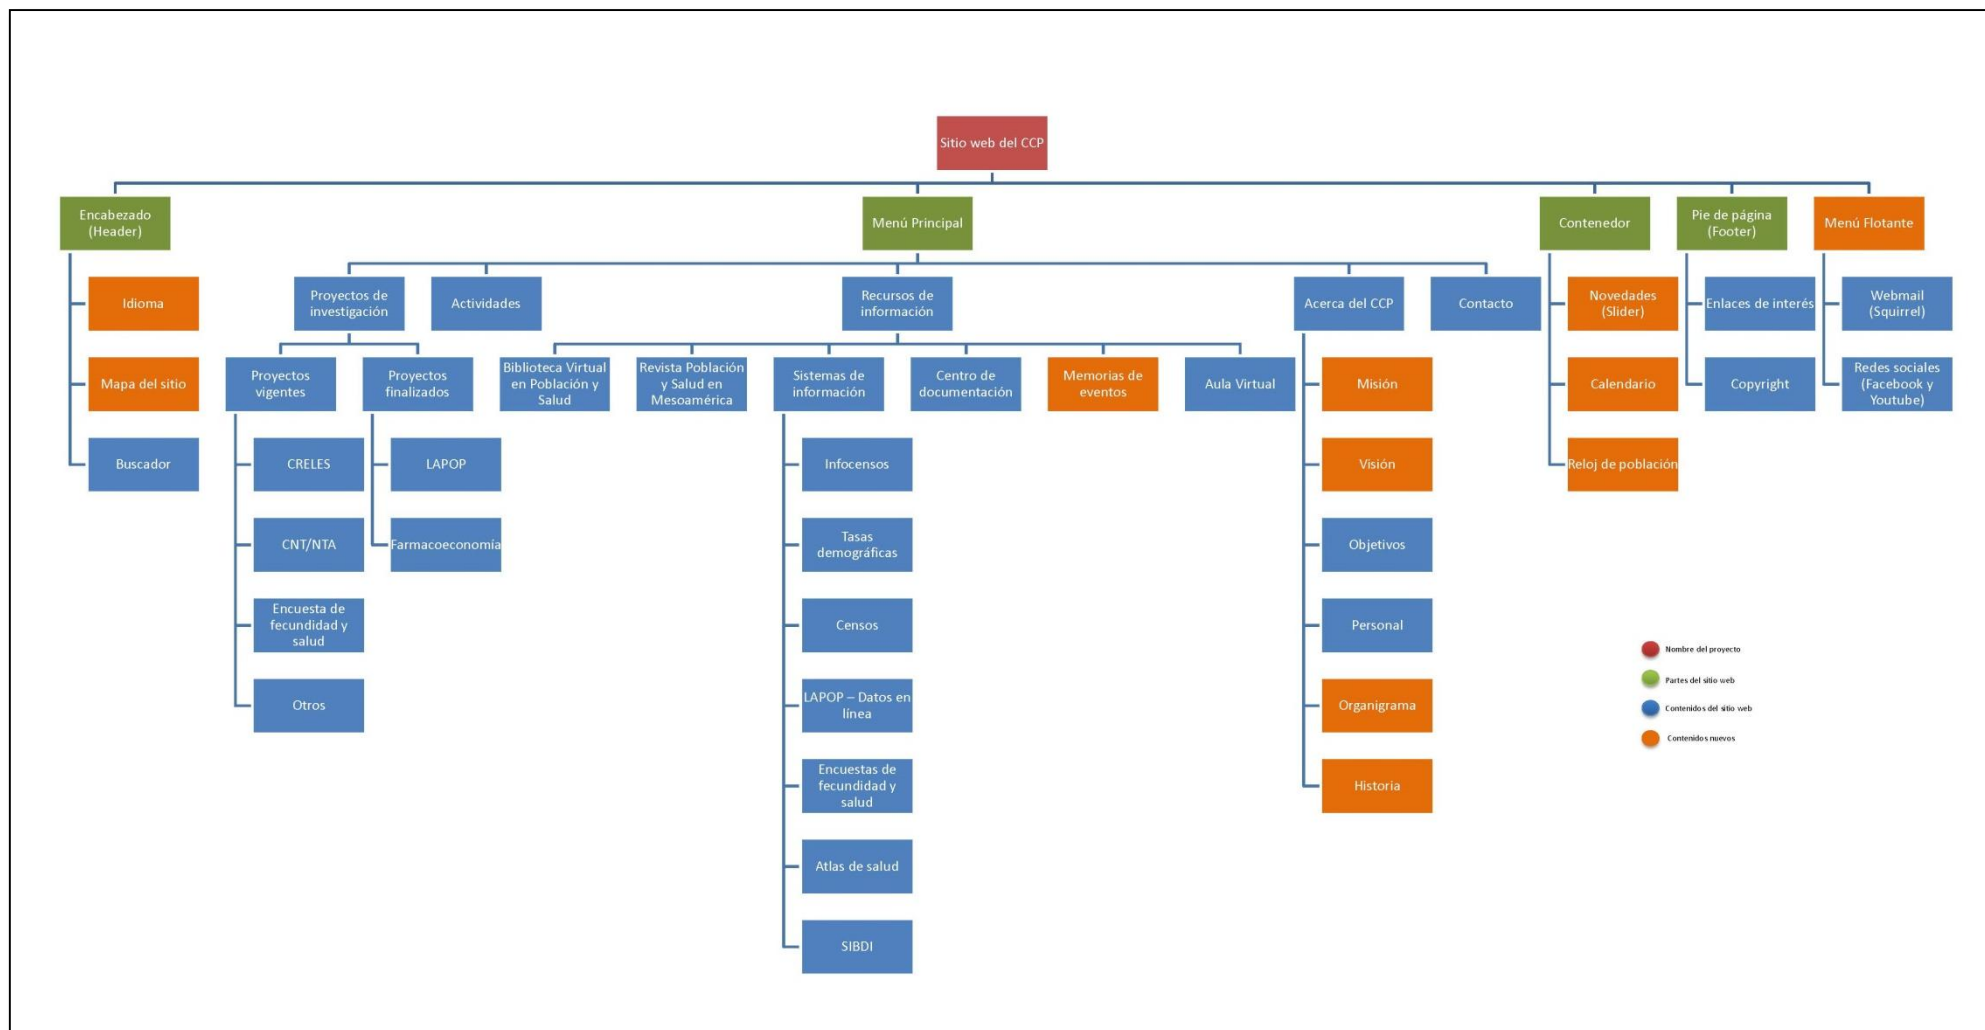 Sitio web del CCP
Encabezado
(Header)
Menú Principal
Contenedor
Pie de página
(Footer)
Menú Flotante
Idioma
Proyectos de
investigación
Actividades
Recursos de
información
Acerca del CCP
Contacto
Novedades
(Slider)
Enlaces de interés
Webmail
(Squirrel)
Mapa del sitio
Proyectos
vigentes
Proyectos
finalizados
Biblioteca Virtual
en Población y
Salud
Revista Población
y Salud en
Mesoamérica
Sistemas de
información
Centro de
documentación
Memorias de
eventos
Aula Virtual
Misión
Calendario
Copyright
Redes sociales
(Facebook y
Youtube)
Buscador
CRELES
LAPOP
Infocensos
Visión
Reloj de población
CNT/NTA
Farmacoeconomía
Tasas
demográficas
Objetivos
Encuesta de
fecundidad y
salud
Censos
Personal
Otros
LAPOP – Datos en
línea
Organigrama
Encuestas de
fecundidad y
salud
Historia
Atlas de salud
SIBDI
Nombre del proyecto
Partes del sitio web
Contenidos del sitio web
Contenidos nuevos